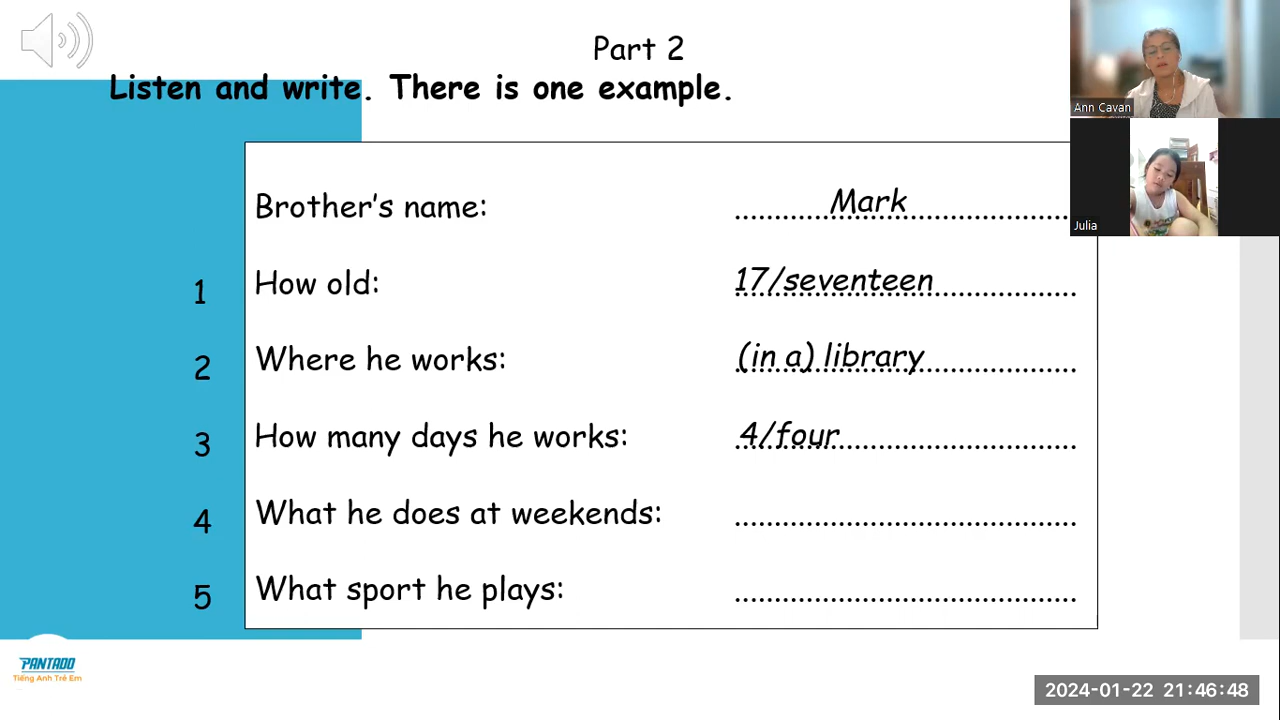 Part 2
Listen and write. There is one example.
Brother's name: Mark
1 How old: 17/seventeen
2 Where he works: (in a) library
3 How many days he works: 4/four
4 What he does at weekends:
5 What sport he plays:
Ann Cavan
Julia
PANTADO
Tiếng Anh Trẻ Em
2024-01-22 21:46:48